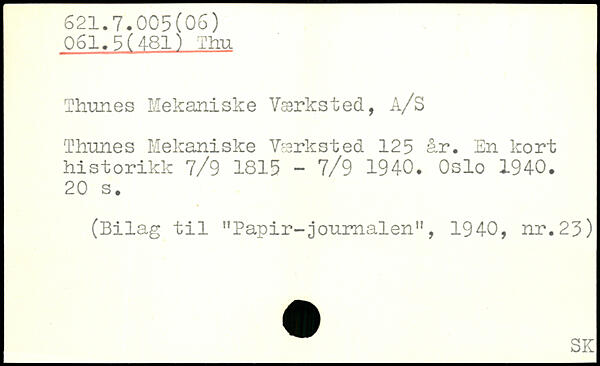 621.7.005(06)
061.5(481) Thu
Thunes Mekaniske Værksted, A/S
Thunes Mekaniske Værksted 125 år. En kort
historikk 7/9 1815 - 7/9 1940. Oslo 1940.
20 s.
(Bilag til "Papir-journalen", 1940, nr.23)
SK